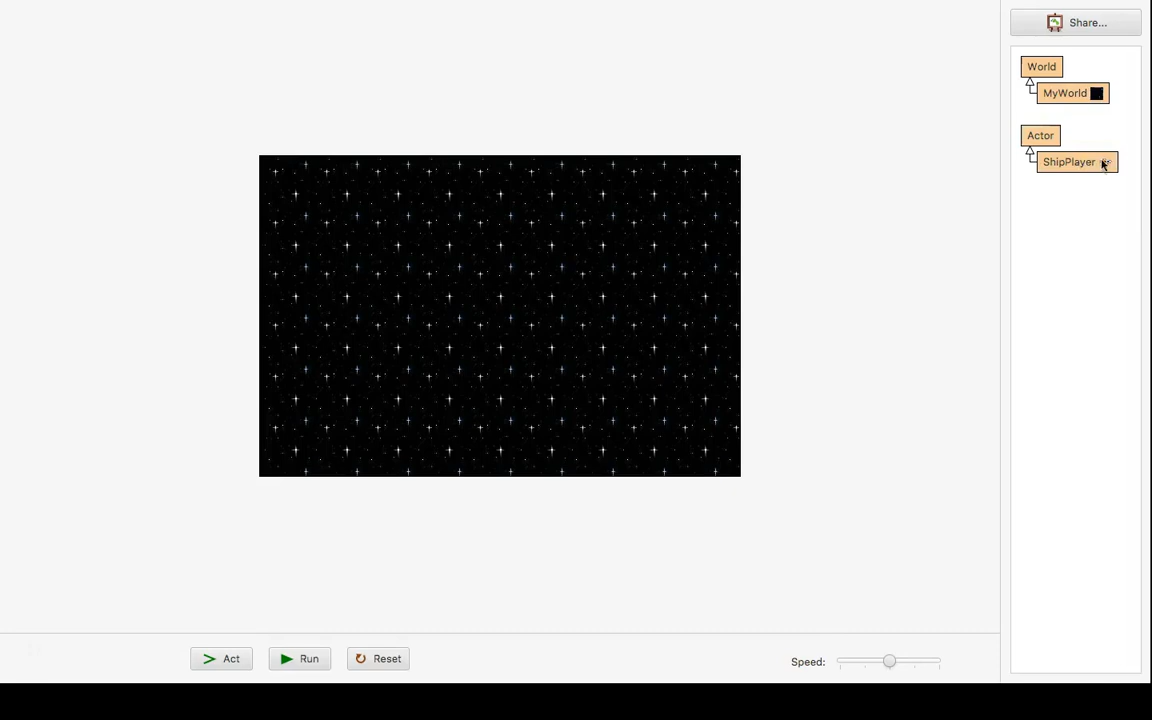 Share...
World
MyWorld
Actor
ShipPlayer
Act
Run
Reset
Speed: